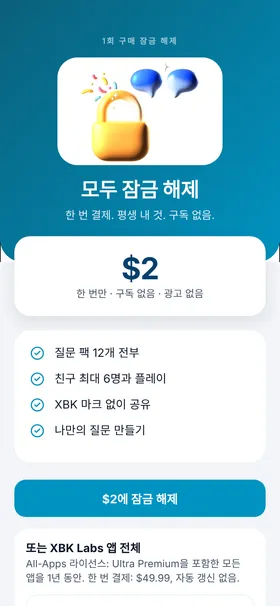 1회 구매 잠금 해제
모두 잠금 해제
한 번 결제. 평생 내 것. 구독 없음.
$2
한 번만 · 구독 없음 · 광고 없음
질문 팩 12개 전부
친구 최대 6명과 플레이
XBK 마크 없이 공유
나만의 질문 만들기
$2에 잠금 해제
또는 XBK Labs 앱 전체
All-Apps 라이선스: Ultra Premium을 포함한 모든
앱을 1년 동안. 한 번 결제: $49.99, 자동 갱신 없음.